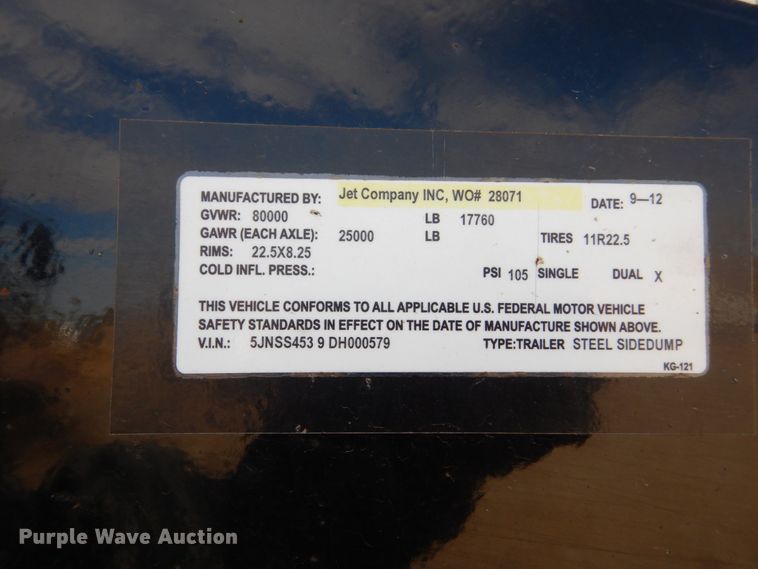 MANUFACTURED BY: Jet Company INC, WO# 28071 DATE: 9—12
GVWR: 80000 LB 17760
GAWR (EACH AXLE): 25000 LB TIRES 11R22.5
RIMS: 22.5X8.25
COLD INFL. PRESS.: PSI 105 SINGLE DUAL X
THIS VEHICLE CONFORMS TO ALL APPLICABLE U.S. FEDERAL MOTOR VEHICLE
SAFETY STANDARDS IN EFFECT ON THE DATE OF MANUFACTURE SHOWN ABOVE.
V.I.N.: 5JNSS453 9 DH000579 TYPE:TRAILER STEEL SIDEDUMP
KG-121
Purple Wave Auction